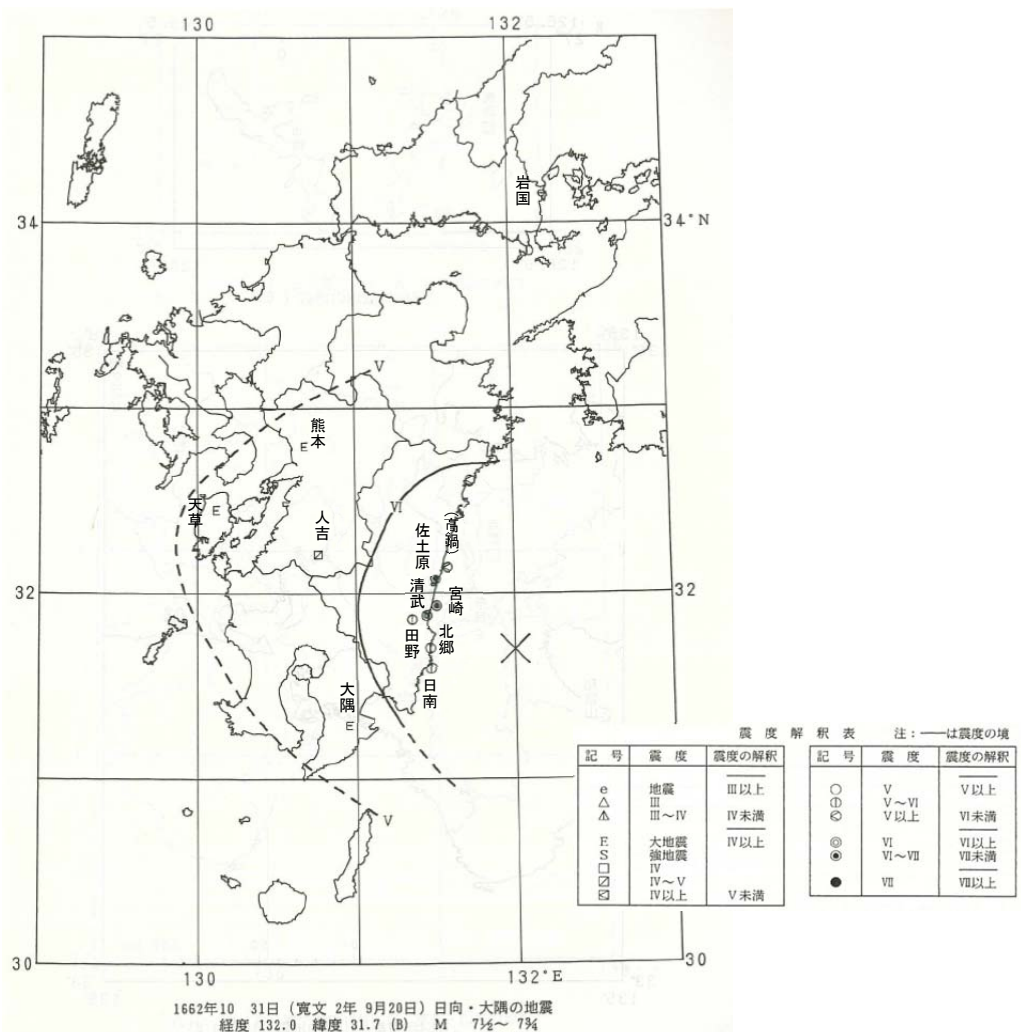 130
132
34
34°N
岩国
V
熊本
E
天草
E
人吉
VI
佐土原
(高鍋)
32
32
清武
宮崎
田野
北郷
日南
大隅
E
V
30
30
130
132°E
1662年10 31日 (寛文 2年 9月20日) 日向・大隅の地震
経度 132.0 緯度 31.7 (B) M 7½～ 7¾
震 度 解 釈 表 注：──は震度の境
記 号 震 度 震度の解釈
e 地震 III以上
△ III
III～IV IV未満
E 大地震 IV以上
S 強地震
□ IV
IV～V
IV以上 V未満
記 号 震 度 震度の解釈
○ V V以上
V～VI
V以上 VI未満
◎ VI VI以上
◉ VI～VII VII未満
● VII VII以上